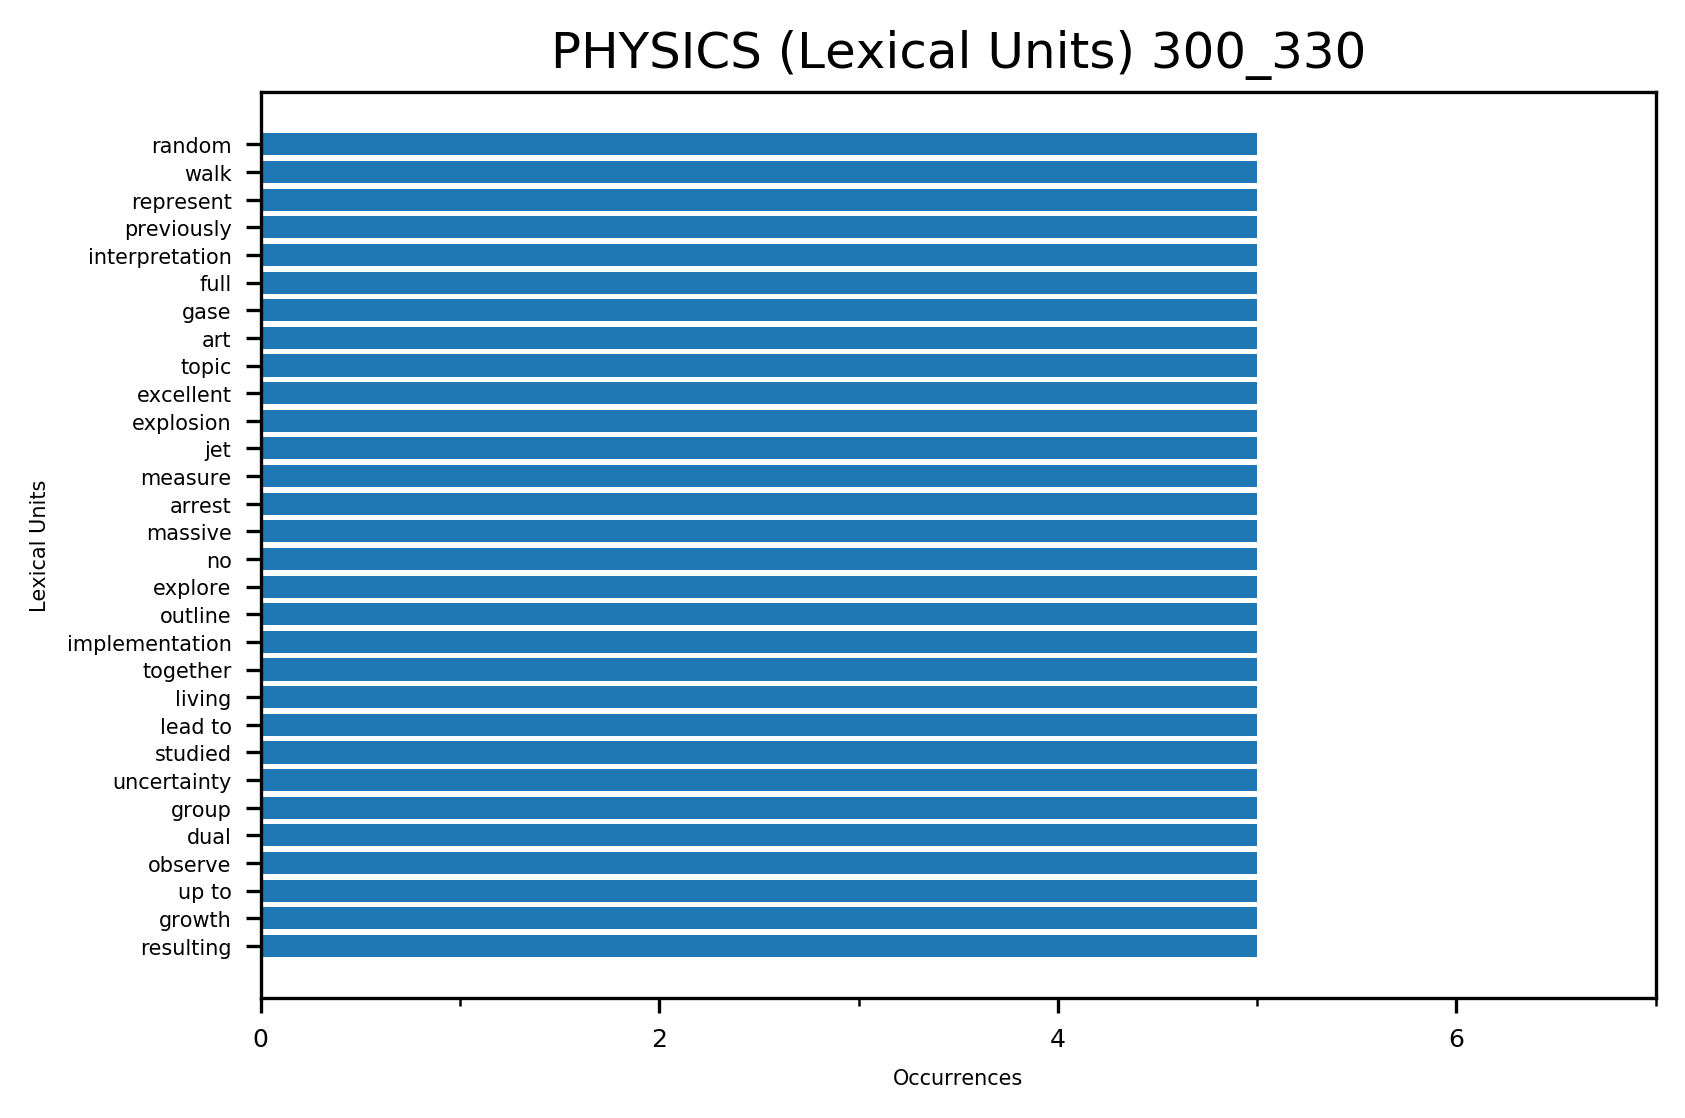 PHYSICS (Lexical Units) 300_330
random
walk
represent
previously
interpretation
full
gase
art
topic
excellent
explosion
jet
measure
arrest
massive
no
explore
outline
implementation
together
living
lead to
studied
uncertainty
group
dual
observe
up to
growth
resulting
Lexical Units
0 2 4 6
Occurrences